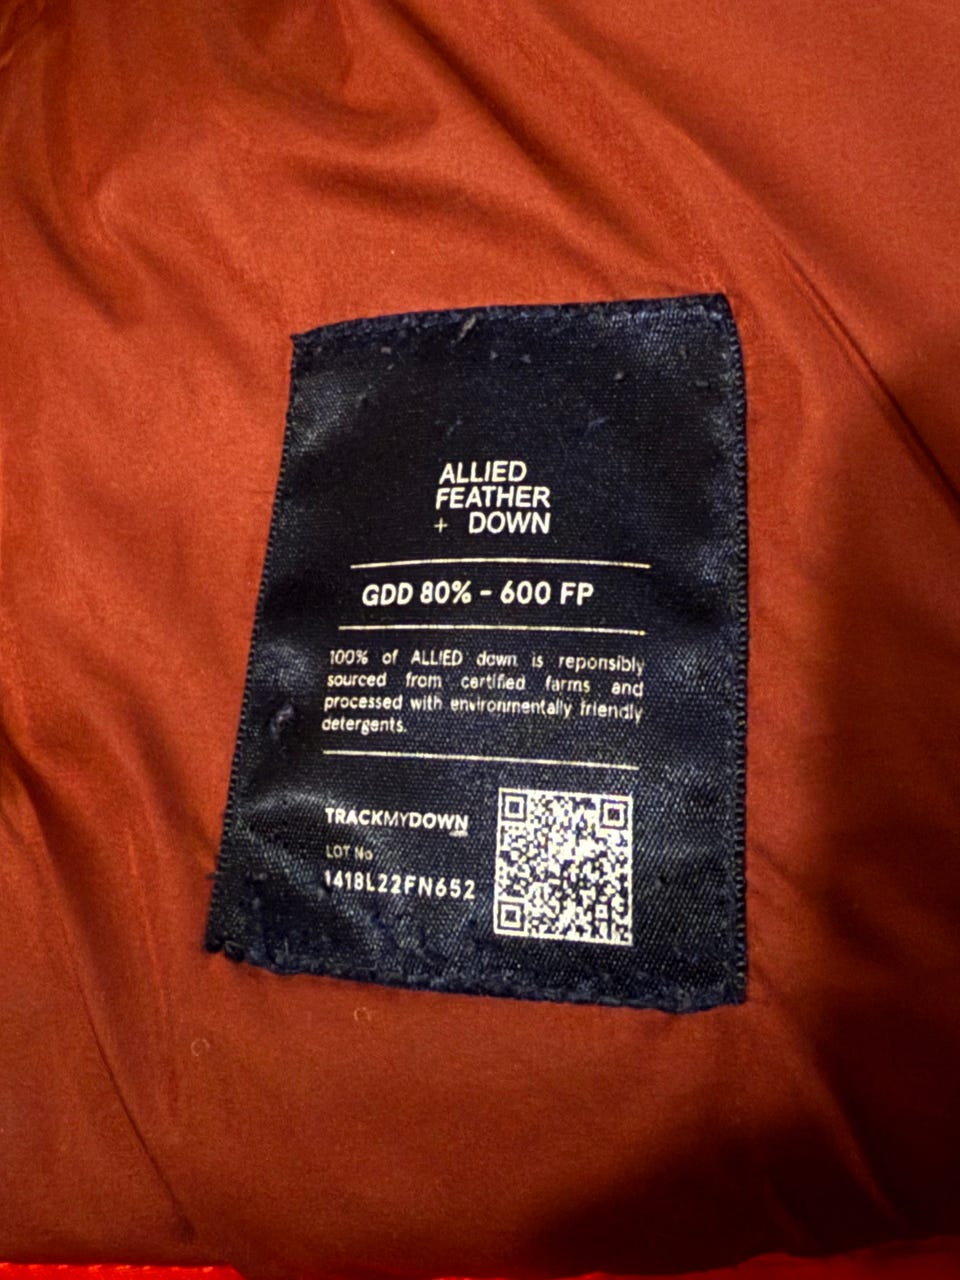 ALLIED
FEATHER
+ DOWN
GDD 80% - 600 FP
100% of ALLIED down is reponsibly
sourced from certified farms and
processed with environmentally friendly
detergents.
TRACKMYDOWN
LOT No
1418L22FN652